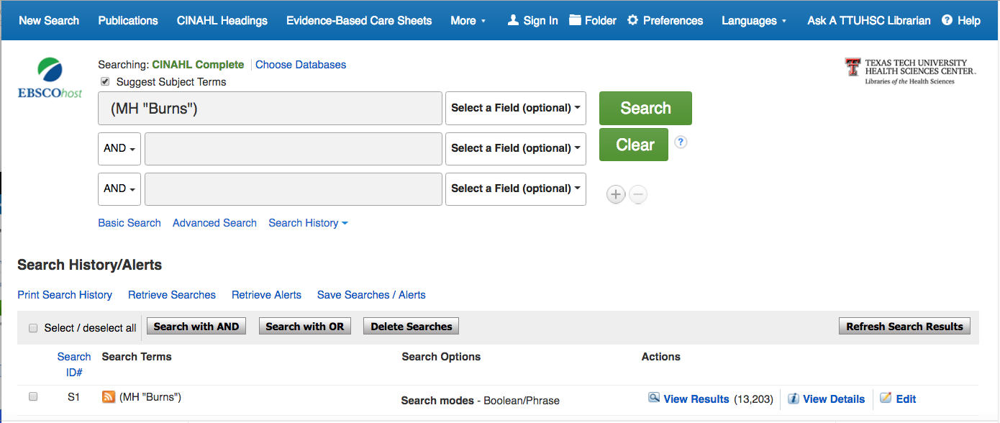 New Search Publications CINAHL Headings Evidence-Based Care Sheets More Sign In Folder Preferences Languages Ask A TTUHSC Librarian ? Help
Searching: CINAHL Complete Choose Databases
Suggest Subject Terms
EBSCOhost
TEXAS TECH UNIVERSITY
HEALTH SCIENCES CENTER.
Libraries of the Health Sciences
(MH "Burns") Select a Field (optional) Search
AND Select a Field (optional) Clear ?
AND Select a Field (optional)
Basic Search Advanced Search Search History
Search History/Alerts
Print Search History Retrieve Searches Retrieve Alerts Save Searches / Alerts
Select / deselect all Search with AND Search with OR Delete Searches Refresh Search Results
Search ID# Search Terms Search Options Actions
S1 (MH "Burns") Search modes - Boolean/Phrase View Results (13,203) View Details Edit